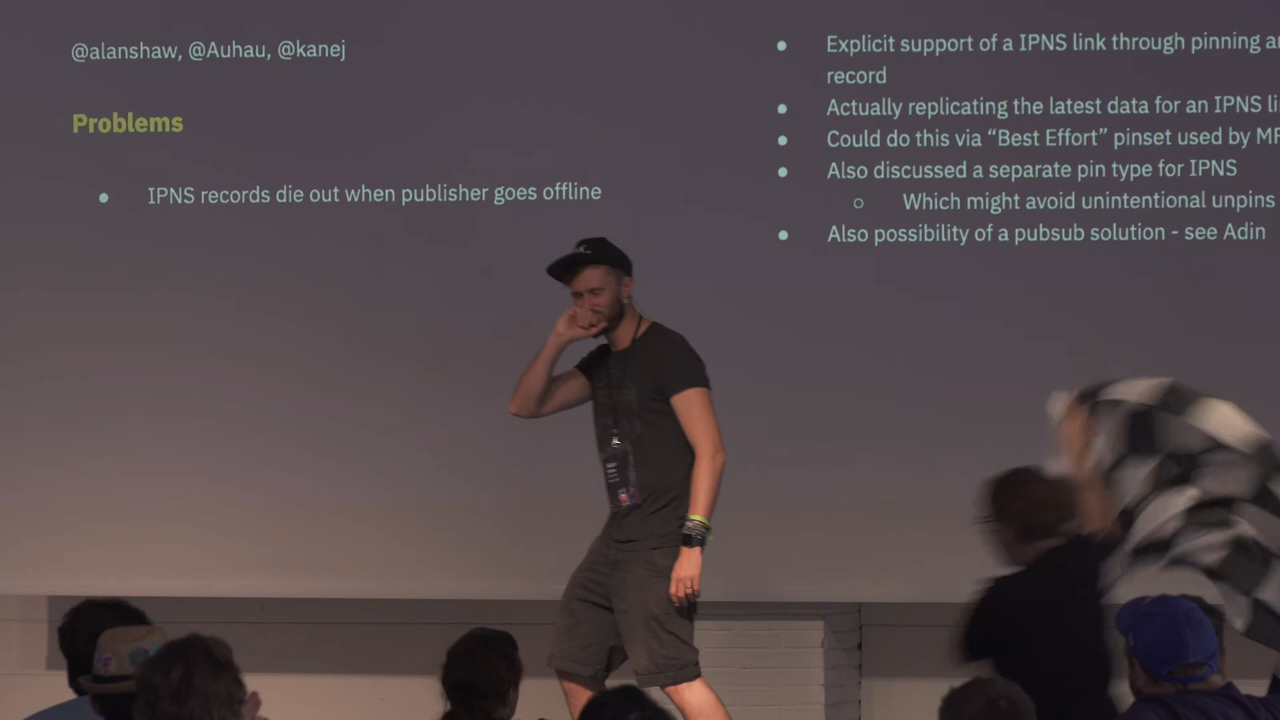 @alanshaw, @Auhau, @kanej
Problems
● IPNS records die out when publisher goes offline
● Explicit support of a IPNS link through pinning
record
● Actually replicating the latest data for an IPNS
● Could do this via “Best Effort” pinset used by
● Also discussed a separate pin type for IPNS
○ Which might avoid unintentional unpins
● Also possibility of a pubsub solution - see Adin